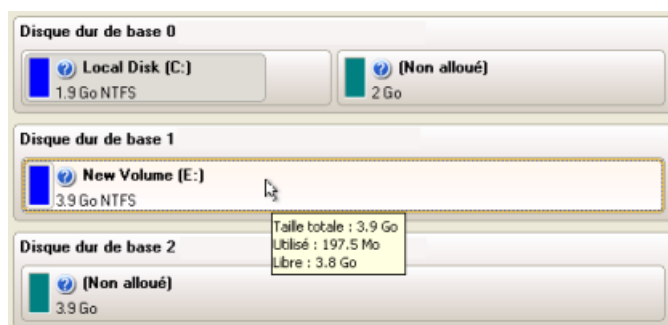 Disque dur de base 0
Local Disk (C:)
1.9 Go NTFS
(Non alloué)
2 Go
Disque dur de base 1
New Volume (E:)
3.9 Go NTFS
Taille totale : 3.9 Go
Utilisé : 197.5 Mo
Libre : 3.8 Go
Disque dur de base 2
(Non alloué)
3.9 Go